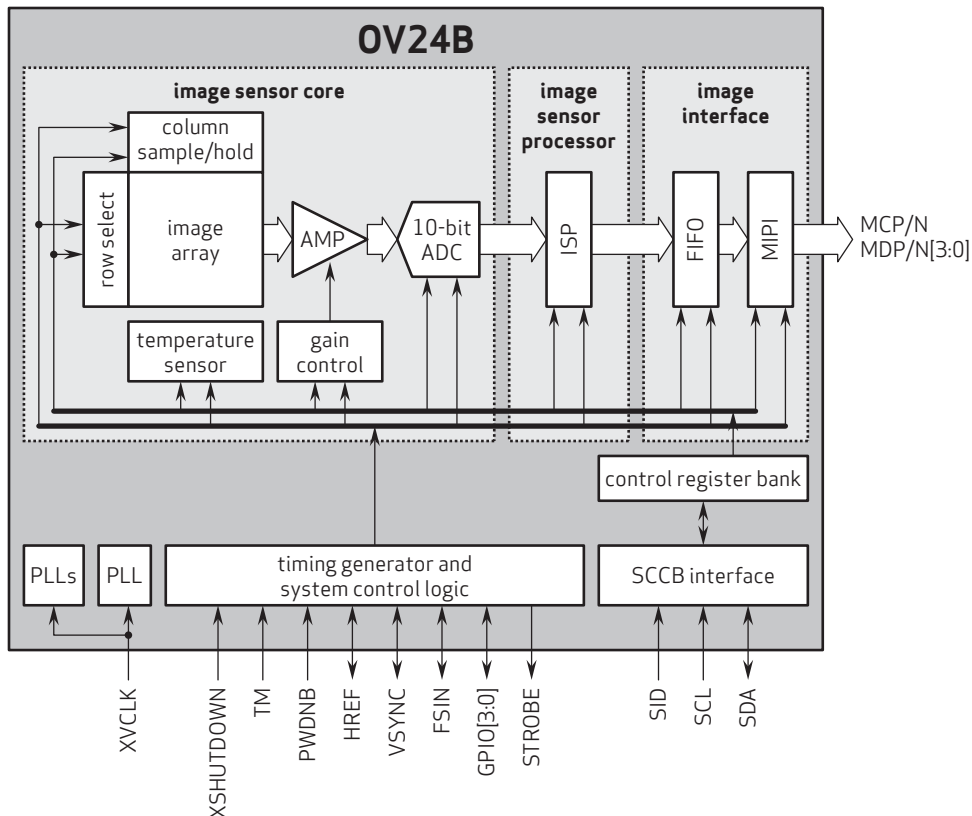 OV24B
image sensor core
image
sensor
processor
image
interface
column
sample/hold
row select
image
array
AMP
10-bit
ADC
ISP
FIFO
MIPI
MCP/N
MDP/N[3:0]
temperature
sensor
gain
control
control register bank
PLLs
PLL
timing generator and
system control logic
SCCB interface
XVCLK
XSHUTDOWN
TM
PWDNB
HREF
VSYNC
FSIN
GPIO[3:0]
STROBE
SID
SCL
SDA